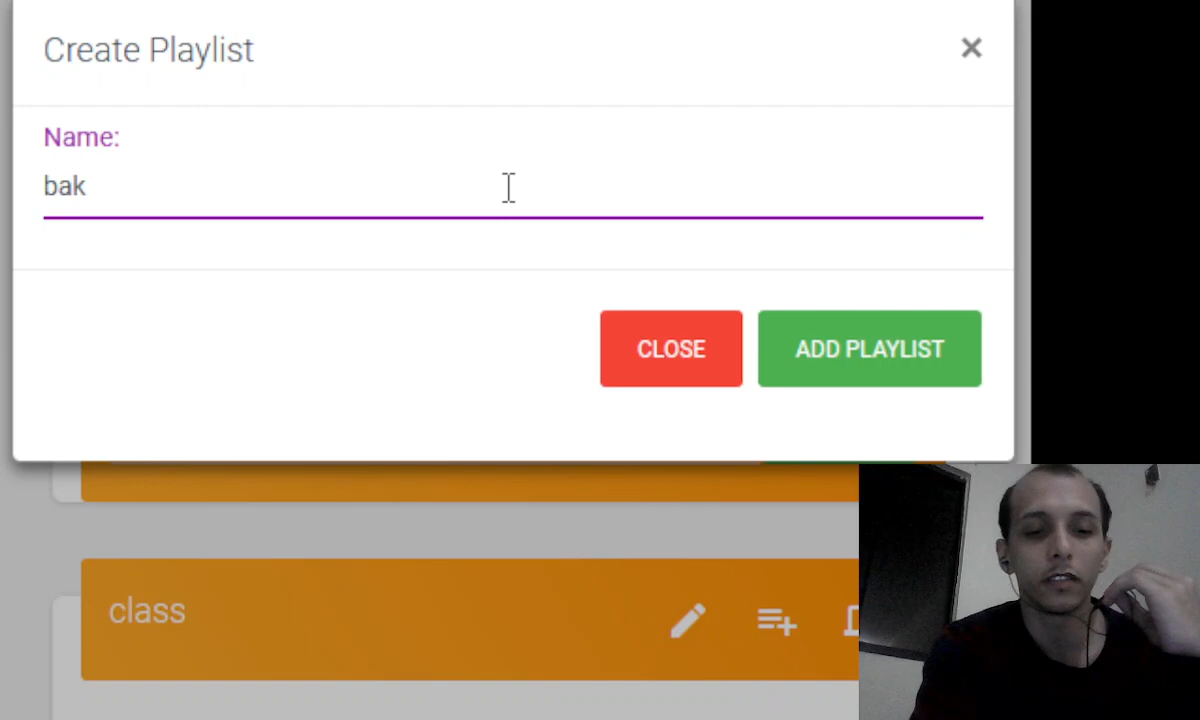 Create Playlist
Name:
bak
CLOSE
ADD PLAYLIST
class